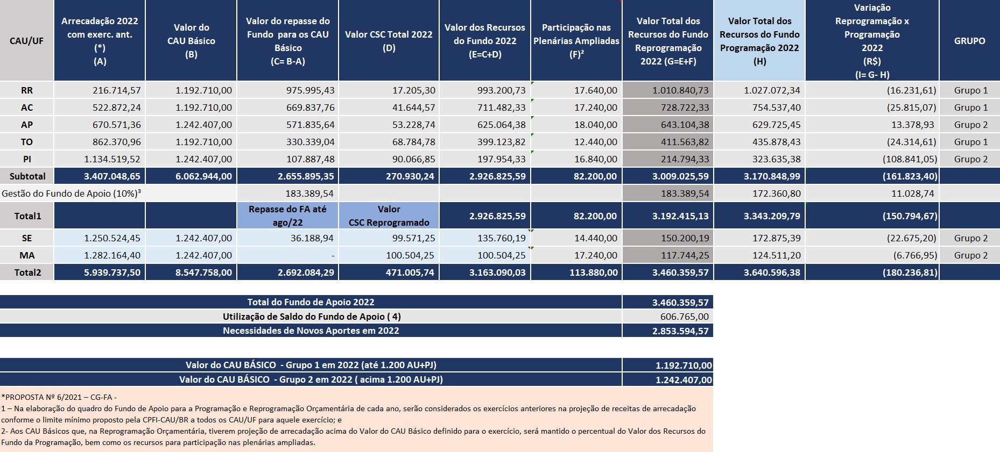 CAU/UF
Arrecadação 2022
com exerc. ant.
(*)
(A)
Valor do
CAU Básico
(B)
Valor do repasse do
Fundo para os CAU
Básico
(C= B-A)
Valor CSC Total 2022
(D)
Valor dos Recursos
do Fundo 2022
(E=C+D)
Participação nas
Plenárias Ampliadas
(F)²
Valor Total dos
Recursos do Fundo
Reprogramação
2022 (G=E+F)
Valor Total dos
Recursos do Fundo
Programação 2022
(H)
Variação
Reprogramação x
Programação
2022
(R$)
(I= G- H)
GRUPO
RR 216.714,57 1.192.710,00 975.995,43 17.205,30 993.200,73 17.640,00 1.010.840,73 1.027.072,34 (16.231,61) Grupo 1
AC 522.872,24 1.192.710,00 669.837,76 41.644,57 711.482,33 17.240,00 728.722,33 754.537,40 (25.815,07) Grupo 1
AP 670.571,36 1.242.407,00 571.835,64 53.228,74 625.064,38 18.040,00 643.104,38 629.725,45 13.378,93 Grupo 2
TO 862.370,96 1.192.710,00 330.339,04 68.784,78 399.123,82 12.440,00 411.563,82 435.878,43 (24.314,61) Grupo 1
PI 1.134.519,52 1.242.407,00 107.887,48 90.066,85 197.954,33 16.840,00 214.794,33 323.635,38 (108.841,05) Grupo 2
Subtotal 3.407.048,65 6.062.944,00 2.655.895,35 270.930,24 2.926.825,59 82.200,00 3.009.025,59 3.170.848,99 (161.823,40)
Gestão do Fundo de Apoio (10%)³ 183.389,54 183.389,54 172.360,80 11.028,74
Total1
Repasse do FA até
ago/22
Valor
CSC Reprogramado
2.926.825,59 82.200,00 3.192.415,13 3.343.209,79 (150.794,67)
SE 1.250.524,45 1.242.407,00 36.188,94 99.571,25 135.760,19 14.440,00 150.200,19 172.875,39 (22.675,20) Grupo 2
MA 1.282.164,40 1.242.407,00 - 100.504,25 100.504,25 17.240,00 117.744,25 124.511,20 (6.766,95) Grupo 2
Total2 5.939.737,50 8.547.758,00 2.692.084,29 471.005,74 3.163.090,03 113.880,00 3.460.359,57 3.640.596,38 (180.236,81)
Total do Fundo de Apoio 2022 3.460.359,57
Utilização de Saldo do Fundo de Apoio ( 4) 606.765,00
Necessidades de Novos Aportes em 2022 2.853.594,57
Valor do CAU BÁSICO - Grupo 1 em 2022 (até 1.200 AU+PJ) 1.192.710,00
Valor do CAU BÁSICO - Grupo 2 em 2022 ( acima 1.200 AU+PJ) 1.242.407,00
*PROPOSTA Nº 6/2021 – CG-FA -
1 – Na elaboração do quadro do Fundo de Apoio para a Programação e Reprogramação Orçamentária de cada ano, serão considerados os exercícios anteriores na projeção de receitas de arrecadação
conforme o limite mínimo proposto pela CPFI-CAU/BR a todos os CAU/UF para aquele exercício; e
2- Aos CAU Básicos que, na Reprogramação Orçamentária, tiverem projeção de arrecadação acima do Valor do CAU Básico definido para o exercício, será mantido o percentual do Valor dos Recursos do
Fundo da Programação, bem como os recursos para participação nas plenárias ampliadas.